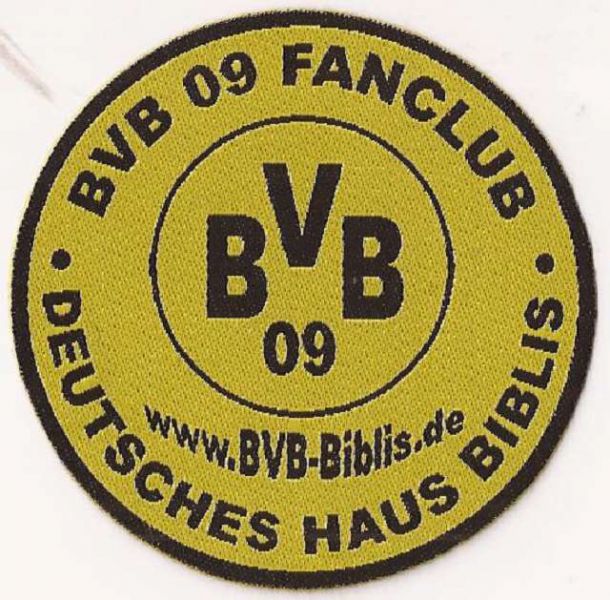 BVB 09 FANCLUB
BVB
09
www.BVB-Biblis.de
• DEUTSCHES HAUS BIBLIS •